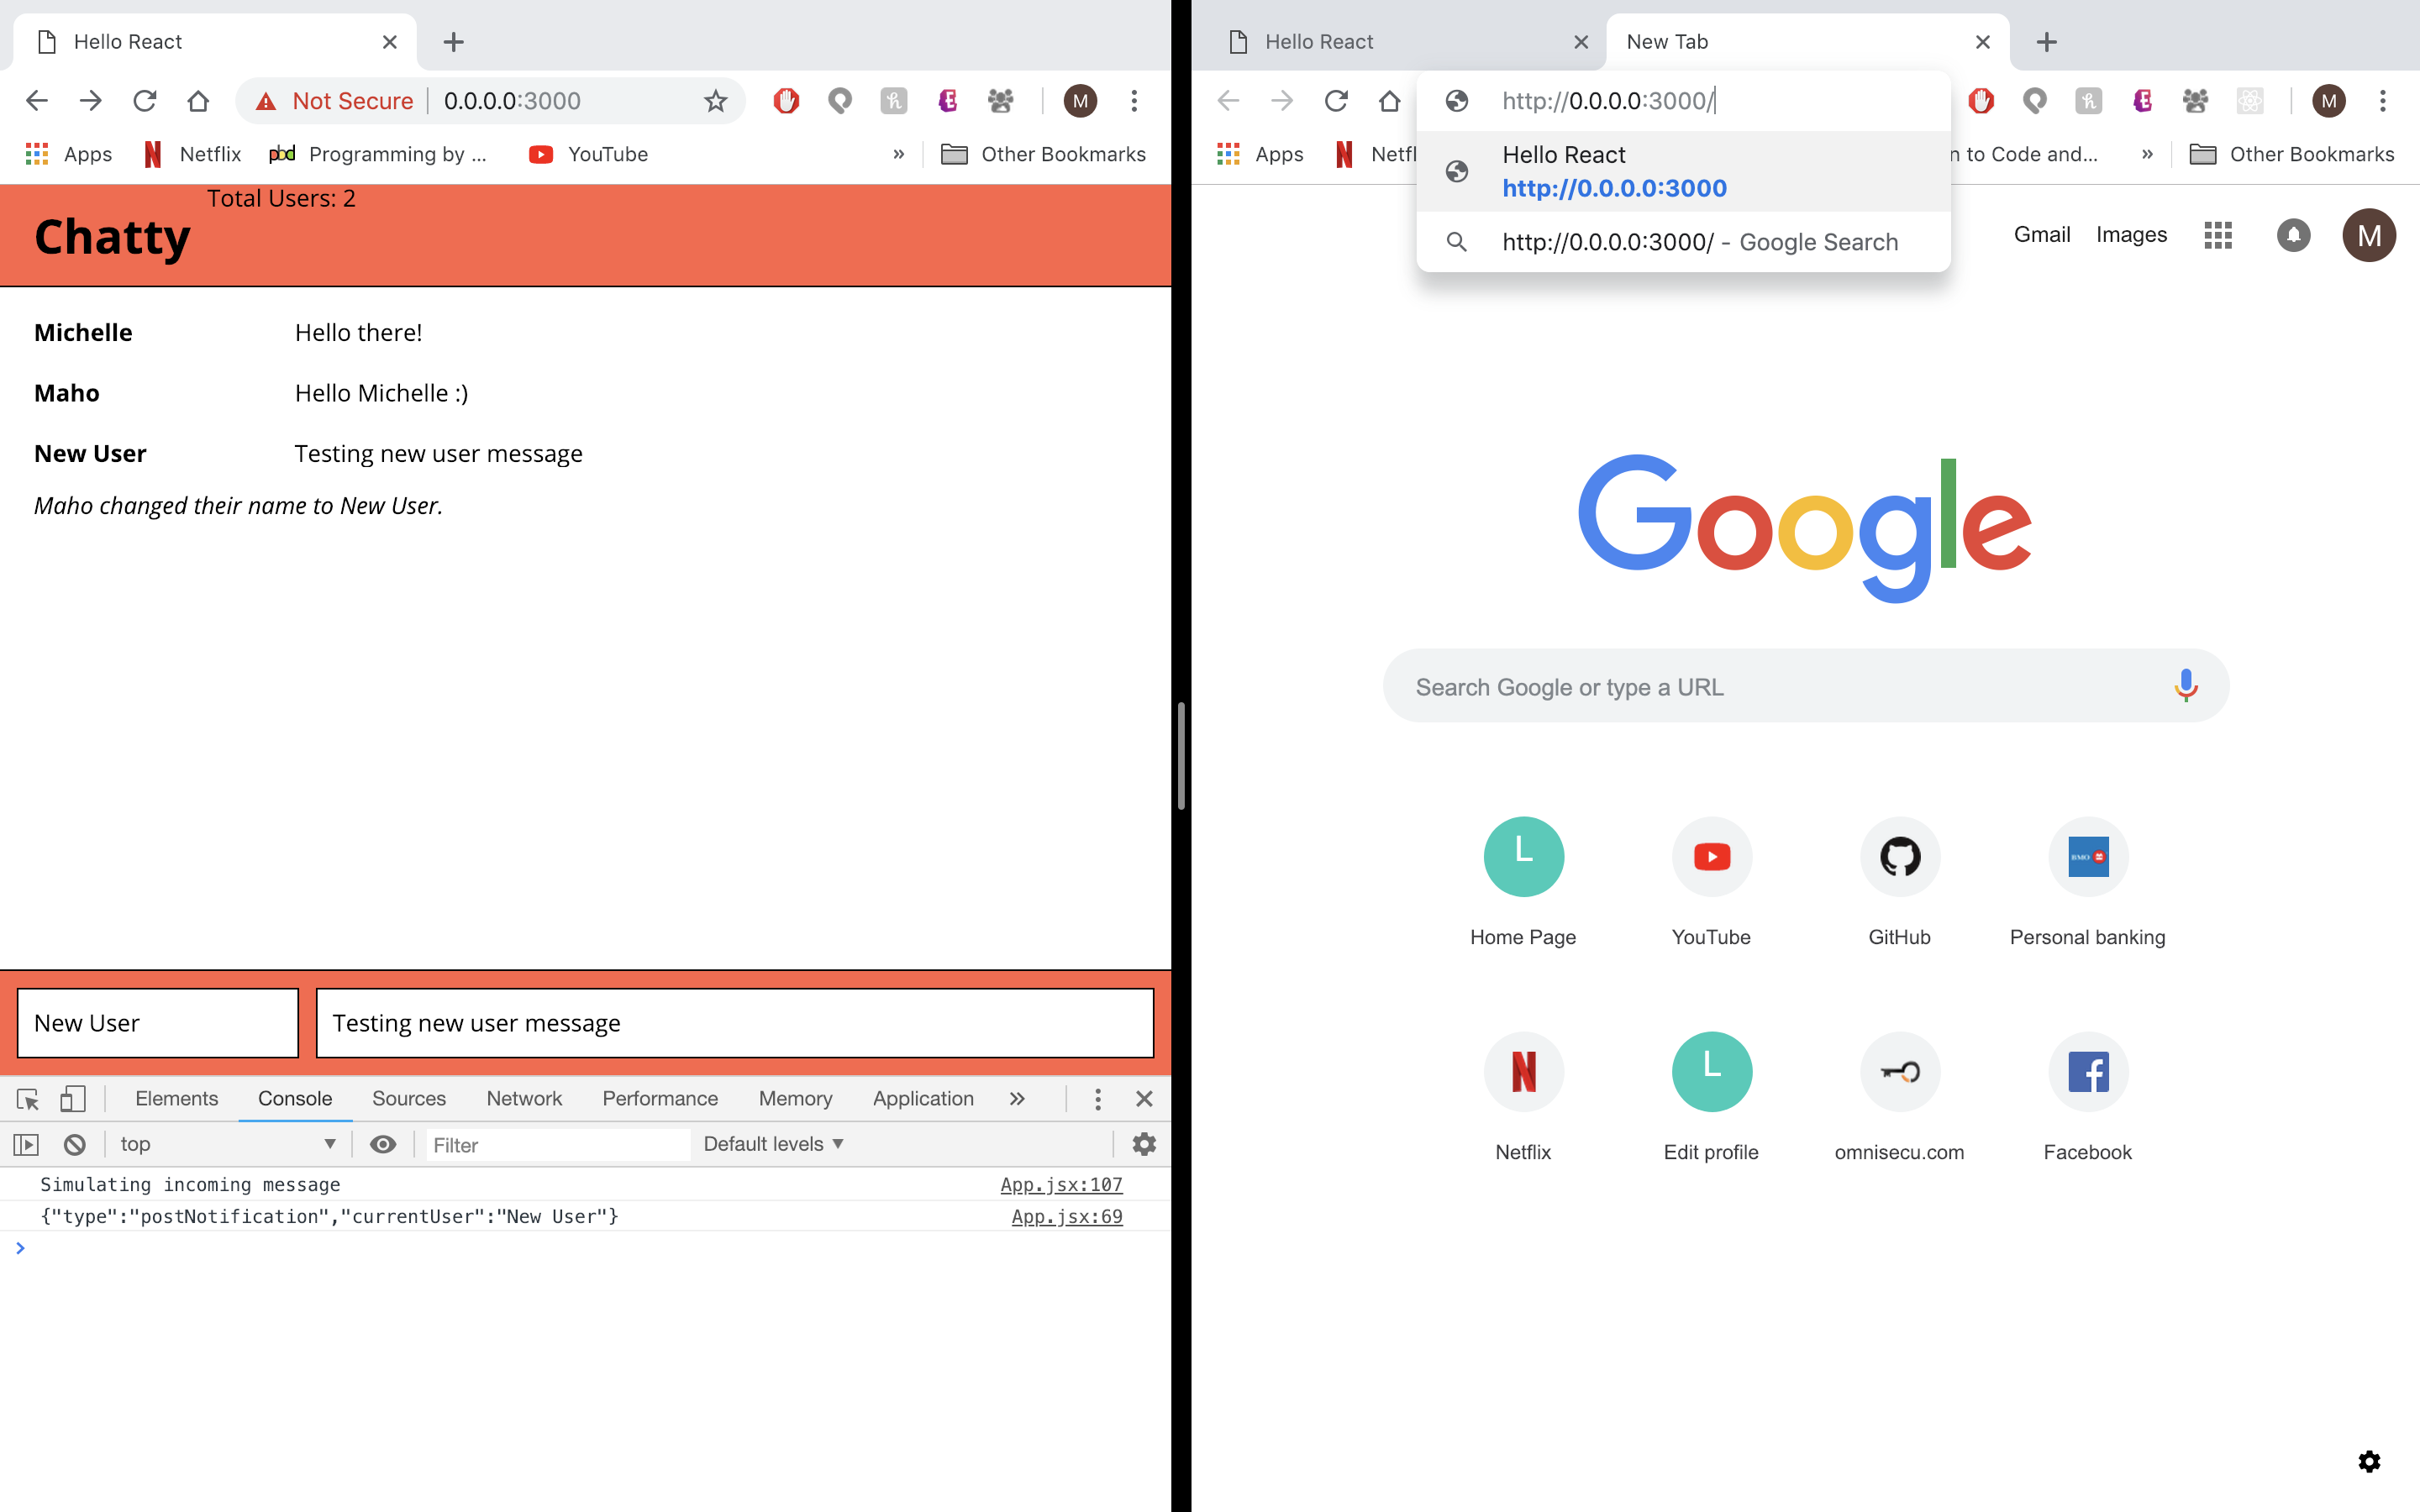 Hello React
Not Secure
0.0.0.0:3000
M
Apps
Netflix
pbd
Programming by ...
YouTube
»
Other Bookmarks
Total Users: 2
Chatty
Michelle
Hello there!
Maho
Hello Michelle :)
New User
Testing new user message
Maho changed their name to New User.
New User
Testing new user message
Elements
Console
Sources
Network
Performance
Memory
Application
»
top
Filter
Default levels
Simulating incoming message
App.jsx:107
{"type":"postNotification","currentUser":"New User"}
App.jsx:69
Hello React
New Tab
http://0.0.0.0:3000/
M
Apps
Netfl
n to Code and...
»
Other Bookmarks
Hello React
http://0.0.0.0:3000
http://0.0.0.0:3000/ - Google Search
Gmail
Images
M
Google
Search Google or type a URL
L
BMO
Home Page
YouTube
GitHub
Personal banking
L
Netflix
Edit profile
omnisecu.com
Facebook